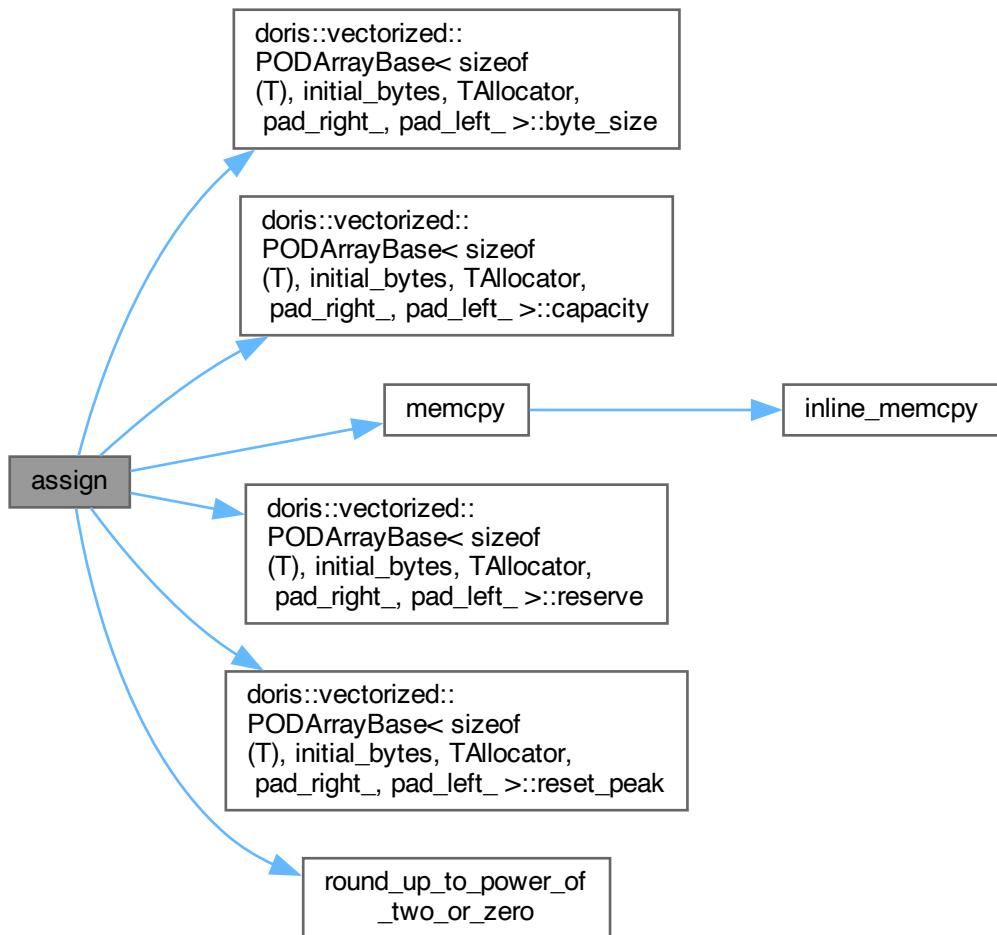 doris::vectorized::
PODArrayBase< sizeof
(T), initial_bytes, TAllocator,
pad_right_, pad_left_ >::byte_size
doris::vectorized::
PODArrayBase< sizeof
(T), initial_bytes, TAllocator,
pad_right_, pad_left_ >::capacity
memcpy
inline_memcpy
assign
doris::vectorized::
PODArrayBase< sizeof
(T), initial_bytes, TAllocator,
pad_right_, pad_left_ >::reserve
doris::vectorized::
PODArrayBase< sizeof
(T), initial_bytes, TAllocator,
pad_right_, pad_left_ >::reset_peak
round_up_to_power_of
_two_or_zero